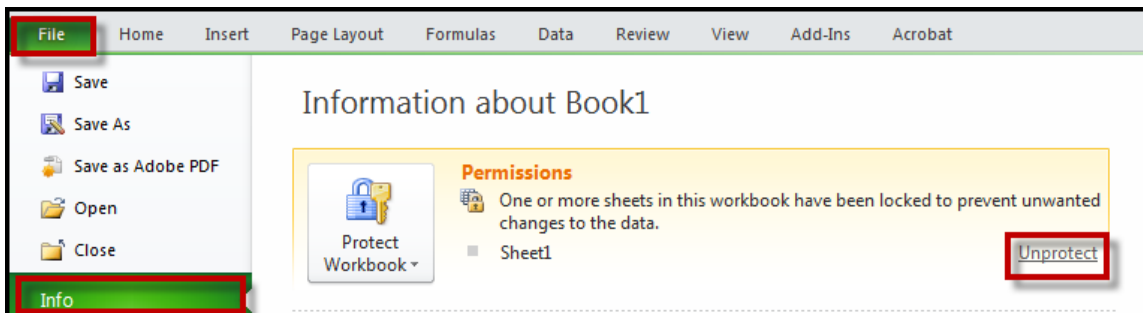 File Home Insert Page Layout Formulas Data Review View Add-Ins Acrobat
Save
Save As
Save as Adobe PDF
Open
Close
Info
Information about Book1
Protect
Workbook
Permissions
One or more sheets in this workbook have been locked to prevent unwanted
changes to the data.
Sheet1 Unprotect